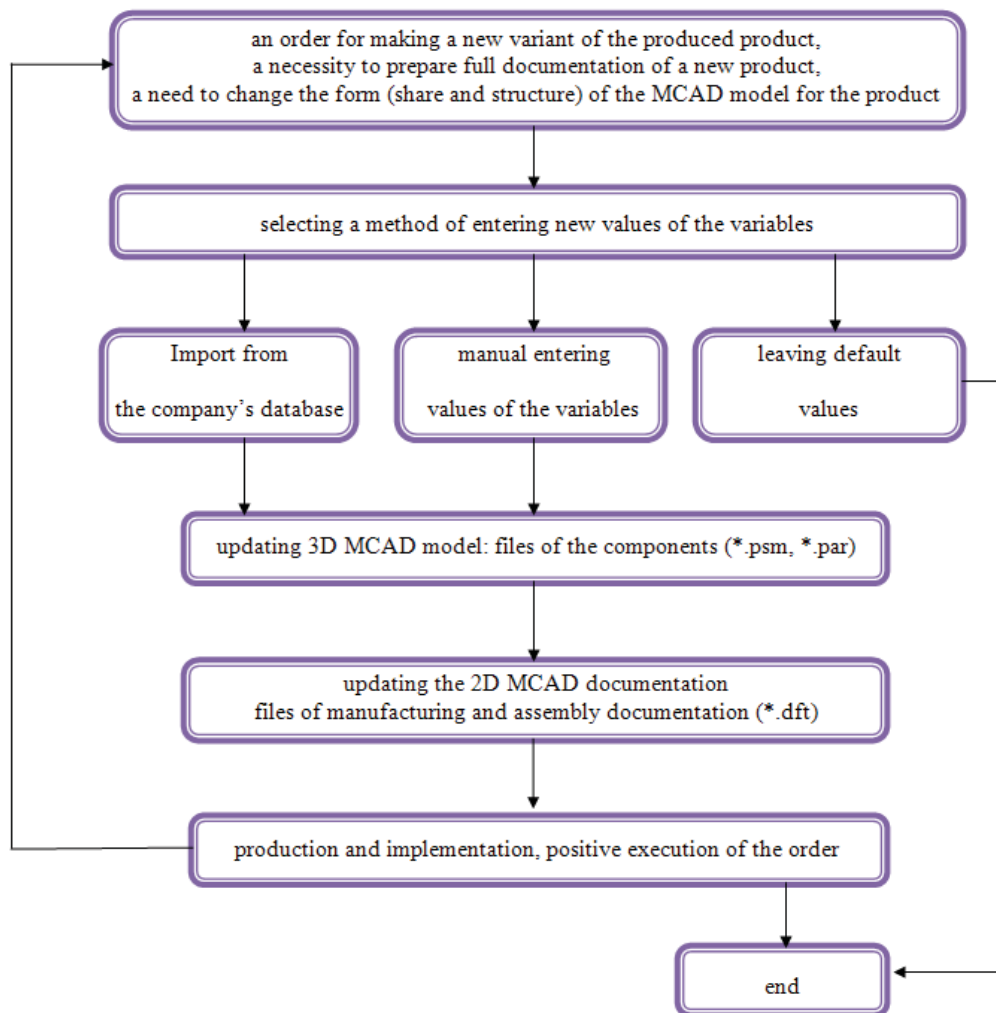 an order for making a new variant of the produced product,
a necessity to prepare full documentation of a new product,
a need to change the form (share and structure) of the MCAD model for the product
selecting a method of entering new values of the variables
Import from
the company's database
manual entering
values of the variables
leaving default
values
updating 3D MCAD model: files of the components (*.psm, *.par)
updating the 2D MCAD documentation
files of manufacturing and assembly documentation (*.dft)
production and implementation, positive execution of the order
end